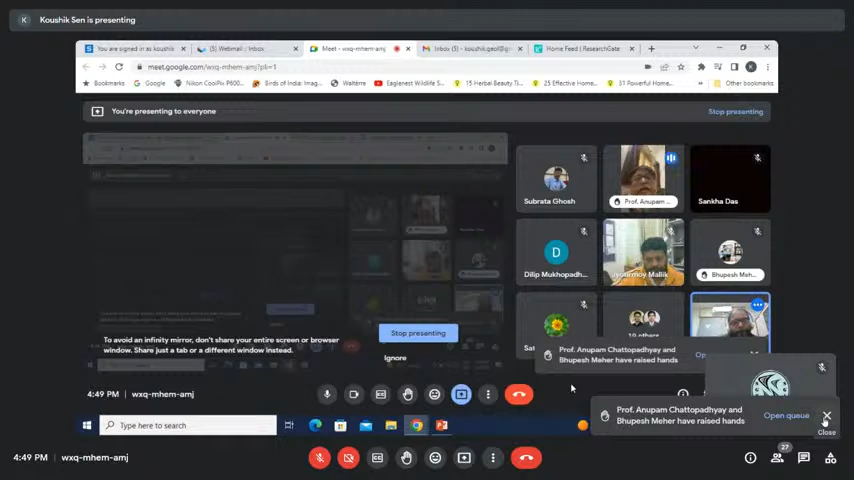 K Koushik Sen is presenting
You are signed in as koushik
(5) Webmail :: Inbox
Meet - wxq-mhem-amj
Inbox (5) - koushik.geol@g
Home Feed | ResearchGate
meet.google.com/wxq-mhem-amj?pli=1
Bookmarks
Google
Nikon CoolPix P600...
Birds of India: Imag...
Walterre
Eaglenest Wildlife S...
15 Herbal Beauty Ti...
25 Effective Home...
31 Powerful Home...
Other bookmarks
You're presenting to everyone
Stop presenting
Subrata Ghosh
Prof. Anupam ...
Sankha Das
D
Dilip Mukhopadh...
Jyotirmoy Mallik
Bhupesh Meh...
To avoid an infinity mirror, don't share your entire screen or browser
window. Share just a tab or a different window instead.
Stop presenting
Ignore
Sat
19 others
Prof. Anupam Chattopadhyay and
Bhupesh Meher have raised hands
4:49 PM | wxq-mhem-amj
Prof. Anupam Chattopadhyay and
Bhupesh Meher have raised hands
Open queue
Close
Type here to search
4:49 PM | wxq-mhem-amj
27